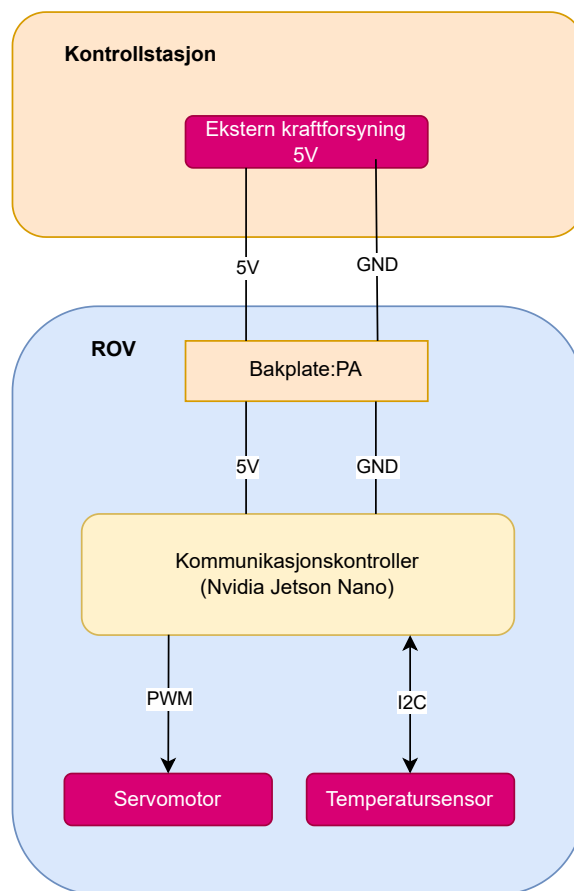 Kontrollstasjon
Ekstern kraftforsyning
5V
5V
GND
ROV
Bakplate:PA
5V
GND
Kommunikasjonskontroller
(Nvidia Jetson Nano)
PWM
I2C
Servomotor
Temperatursensor